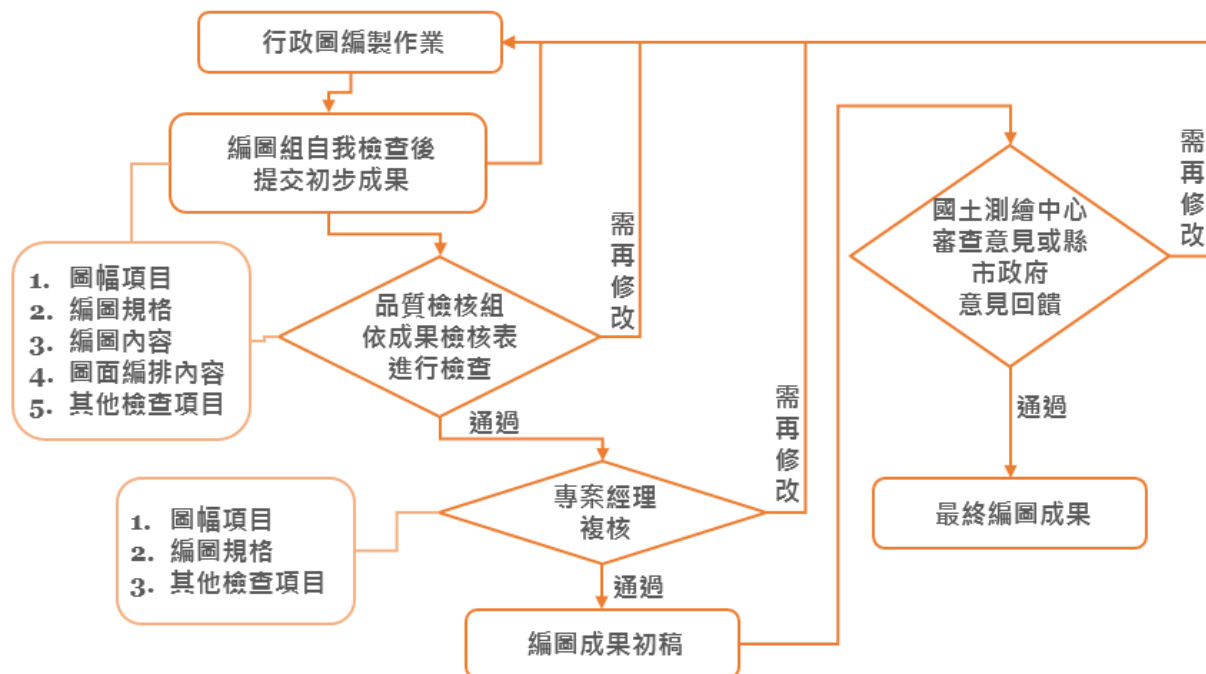 行政圖編製作業
編圖組自我檢查後
提交初步成果
1. 圖幅項目
2. 編圖規格
3. 編圖內容
4. 圖面編排內容
5. 其他檢查項目
品質檢核組
依成果檢核表
進行檢查
需再修改
通過
1. 圖幅項目
2. 編圖規格
3. 其他檢查項目
專案經理
複核
需再修改
通過
編圖成果初稿
國土測繪中心
審查意見或縣
市政府
意見回饋
需再修改
通過
最終編圖成果